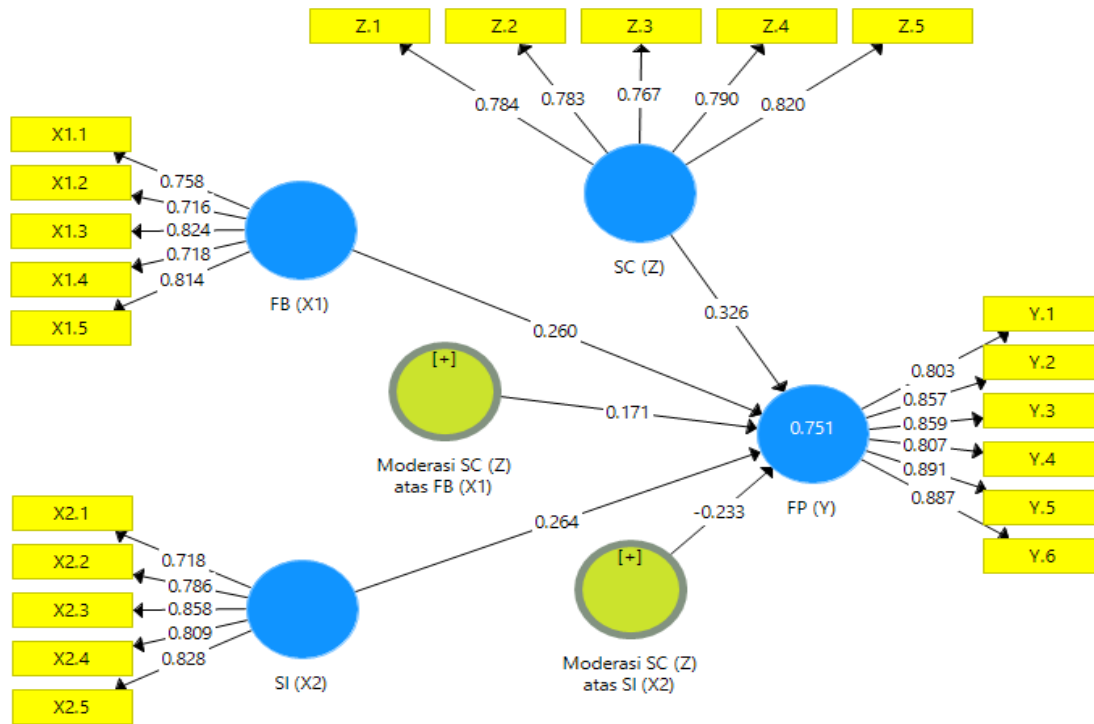 Z.1
Z.2
Z.3
Z.4
Z.5
0.784
0.783
0.767
0.790
0.820
SC (Z)
X1.1
X1.2
X1.3
X1.4
X1.5
0.758
0.716
0.824
0.718
0.814
FB (X1)
0.260
0.326
[+]
0.171
Moderasi SC (Z)
atas FB (X1)
0.751
FP (Y)
Y.1
Y.2
Y.3
Y.4
Y.5
Y.6
0.803
0.857
0.859
0.807
0.891
0.887
X2.1
X2.2
X2.3
X2.4
X2.5
0.718
0.786
0.858
0.809
0.828
SI (X2)
0.264
-0.233
[+]
Moderasi SC (Z)
atas SI (X2)